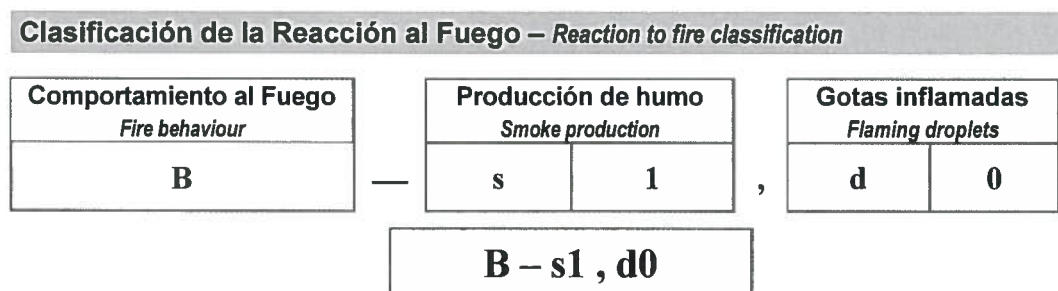 Clasificación de la Reacción al Fuego – Reaction to fire classification
Comportamiento al Fuego
Fire behaviour
B
—
Producción de humo
Smoke production
s 1
,
Gotas inflamadas
Flaming droplets
d 0
B – s1 , d0